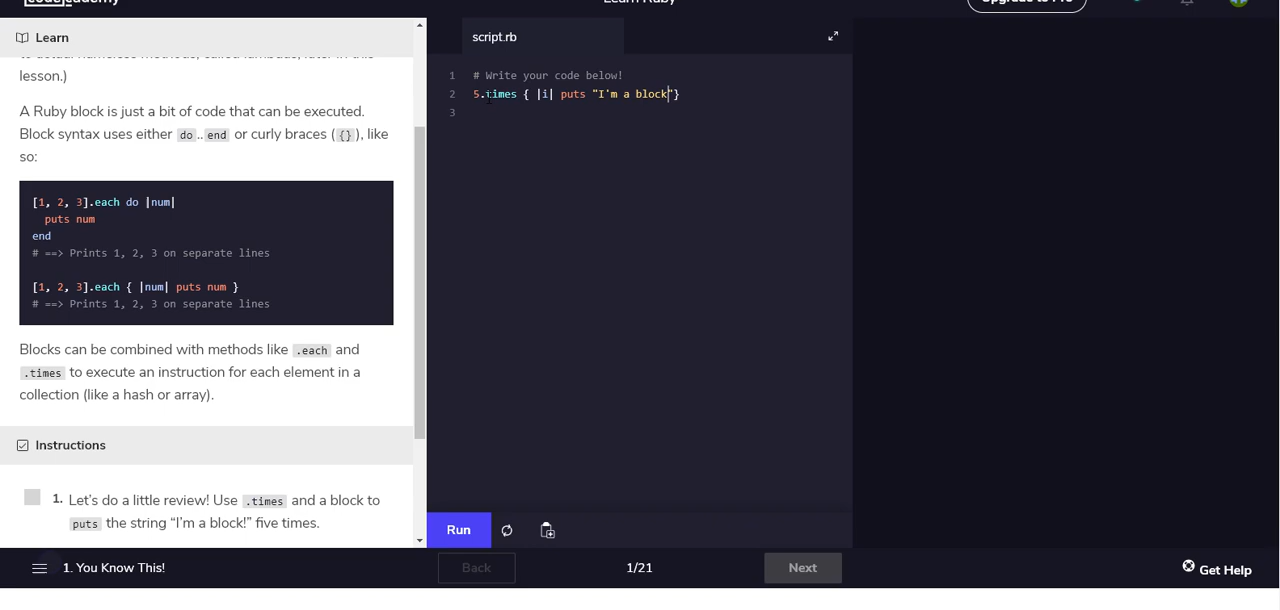 Learn
lesson.)
A Ruby block is just a bit of code that can be executed.
Block syntax uses either do..end or curly braces ({}), like
so:
[1, 2, 3].each do |num|
puts num
end
# ==> Prints 1, 2, 3 on separate lines
[1, 2, 3].each { |num| puts num }
# ==> Prints 1, 2, 3 on separate lines
Blocks can be combined with methods like .each and
.times to execute an instruction for each element in a
collection (like a hash or array).
Instructions
1. Let's do a little review! Use .times and a block to
puts the string “I'm a block!” five times.
script.rb
1 # Write your code below!
2 5.times { |i| puts "I'm a block"}
3
Run
1. You Know This!
Back
1/21
Next
Get Help